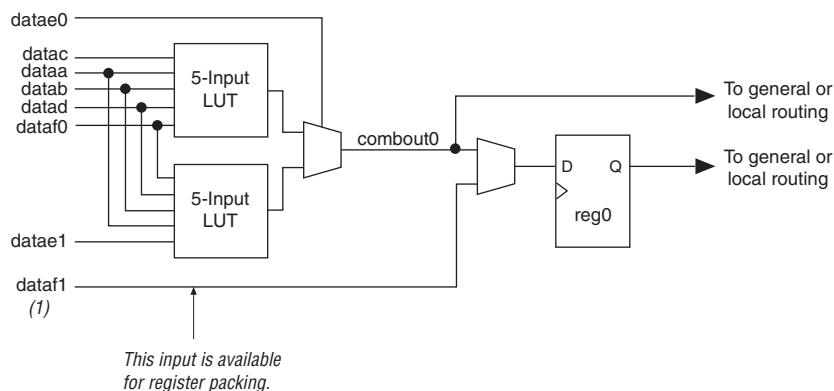 datae0
datac
dataa
datab
datad
dataf0
5-Input
LUT
5-Input
LUT
combout0
To general or
local routing
D Q
reg0
To general or
local routing
datae1
dataf1
(1)
This input is available
for register packing.